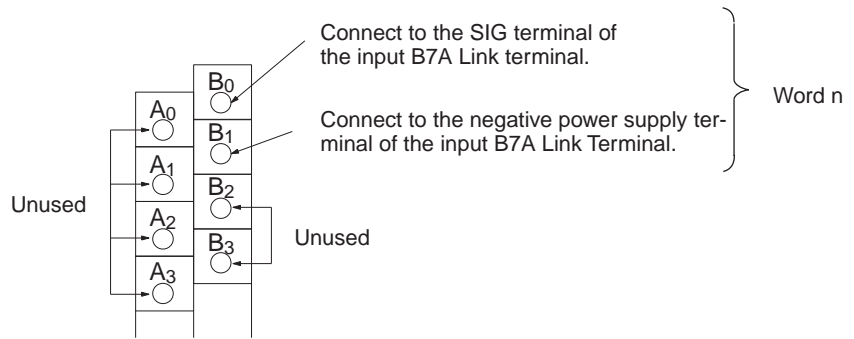 Connect to the SIG terminal of
the input B7A Link terminal.
Word n
Connect to the negative power supply ter-
minal of the input B7A Link Terminal.
B0
A0
B1
A1
B2
Unused
A2
B3
Unused
A3